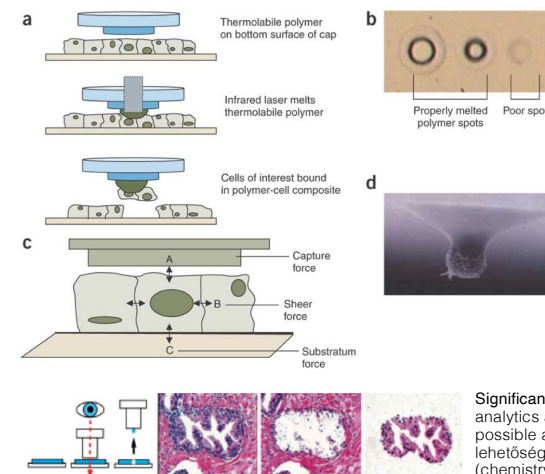 a
Thermolabile polymer
on bottom surface of cap
Infrared laser melts
thermolabile polymer
Cells of interest bound
in polymer-cell composite
b
Properly melted
polymer spots
Poor spo
c
A
B
C
Capture
force
Sheer
force
Substratum
force
d
Significan
analytics a
possible a
lehetőség
(chemistr